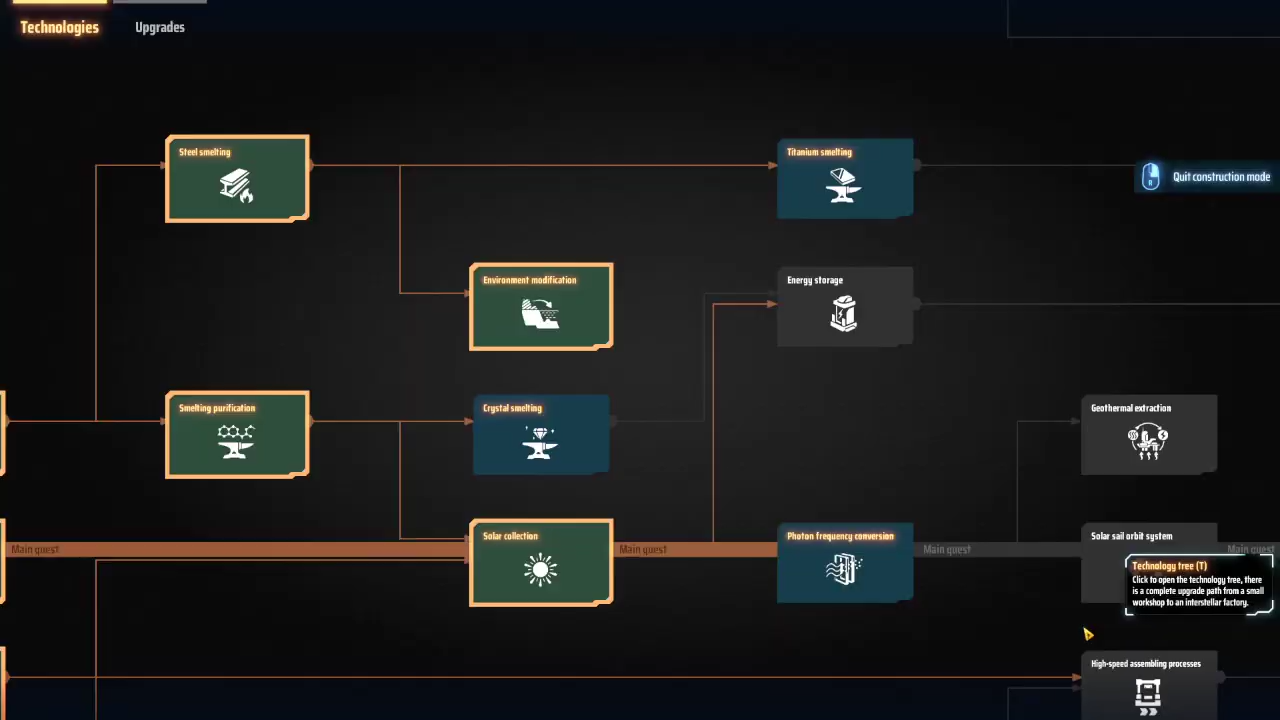 Technologies
Upgrades
Steel smelting
Titanium smelting
Quit construction mode
Environment modification
Energy storage
Smelting purification
Crystal smelting
Geothermal extraction
Solar collection
Photon frequency conversion
Solar sail orbit system
Main quest
Main quest
Main quest
Main quest
Technology tree (T)
Click to open the technology tree, there
is a complete upgrade path from a small
workshop to an interstellar factory.
High-speed assembling processes